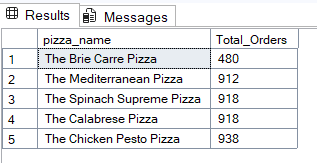 Results Messages
pizza_name Total_Orders
1 The Brie Carre Pizza 480
2 The Mediterranean Pizza 912
3 The Spinach Supreme Pizza 918
4 The Calabrese Pizza 918
5 The Chicken Pesto Pizza 938